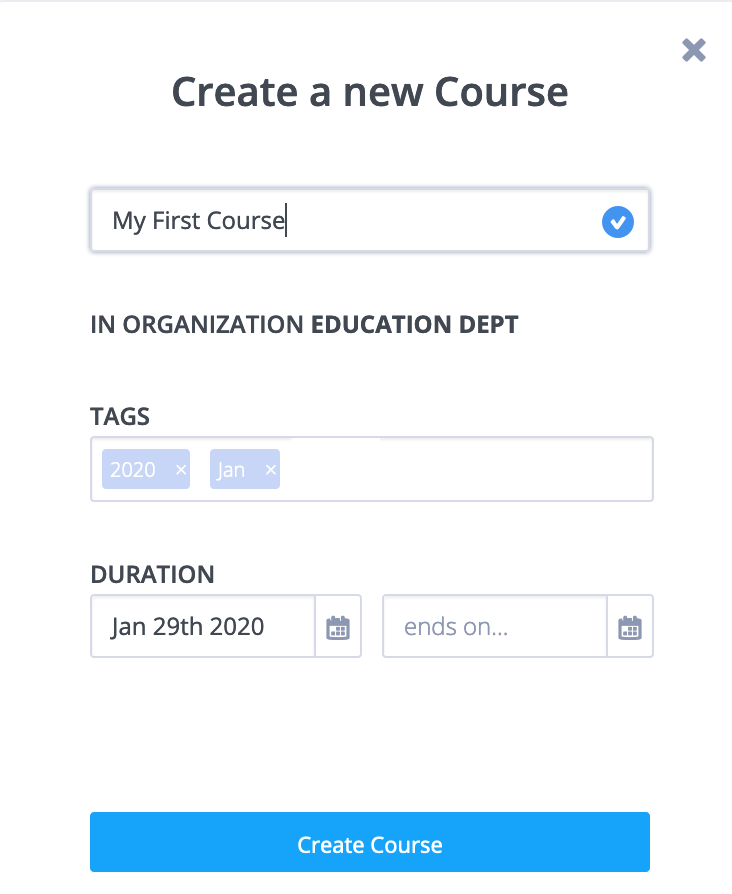 Create a new Course
My First Course
IN ORGANIZATION EDUCATION DEPT
TAGS
2020 × Jan ×
DURATION
Jan 29th 2020 ends on...
Create Course